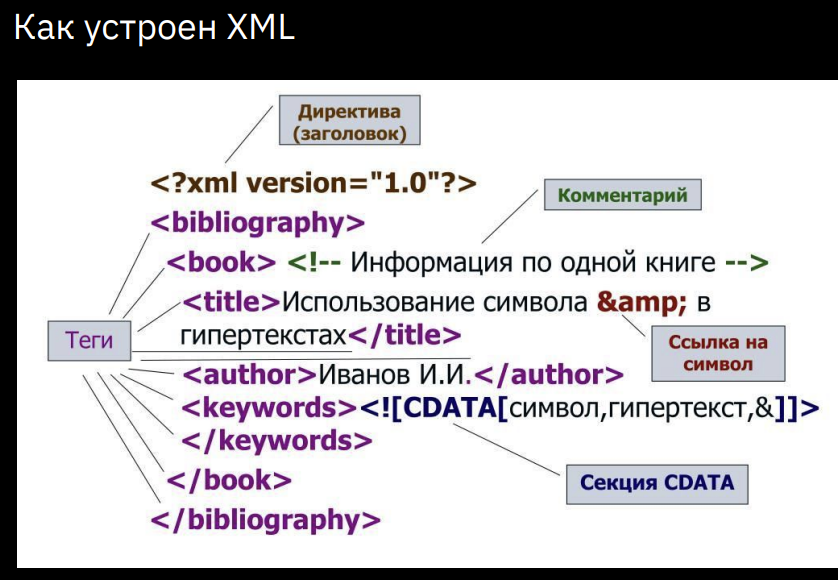 Как устроен XML
Директива
(заголовок)
<?xml version="1.0"?>
Комментарий
<bibliography>
<book> <!-- Информация по одной книге -->
<title>Использование символа &amp; в
гипертекстах</title>
Теги
Ссылка на
символ
<author>Иванов И.И.</author>
<keywords><![CDATA[символ,гипертекст,&]]>
</keywords>
</book>
Секция CDATA
</bibliography>